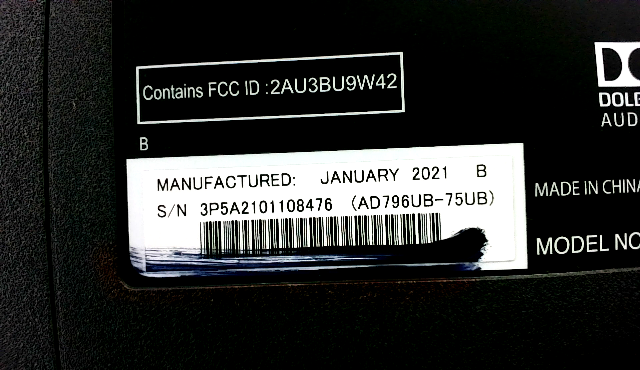 Contains FCC ID :2AU3BU9W42
DOLB
AUD
B
MANUFACTURED: JANUARY 2021 B
S/N 3P5A2101108476 (AD796UB-75UB)
MADE IN CHINA
MODEL NO